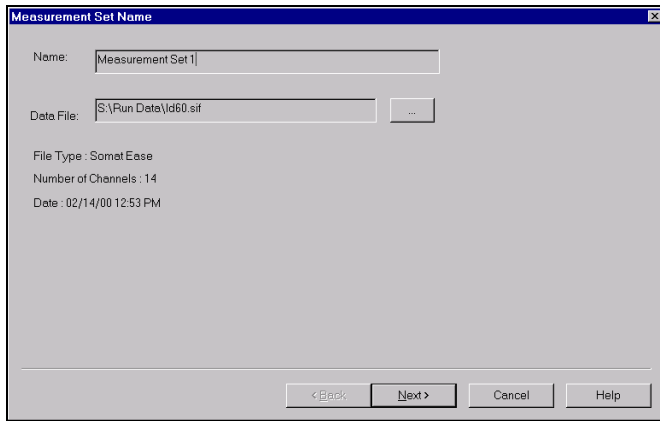 Measurement Set Name
Name: Measurement Set 1
Data File: S:\Run Data\ld60.sif ...
File Type : Somat Ease
Number of Channels : 14
Date : 02/14/00 12:53 PM
< Back Next > Cancel Help